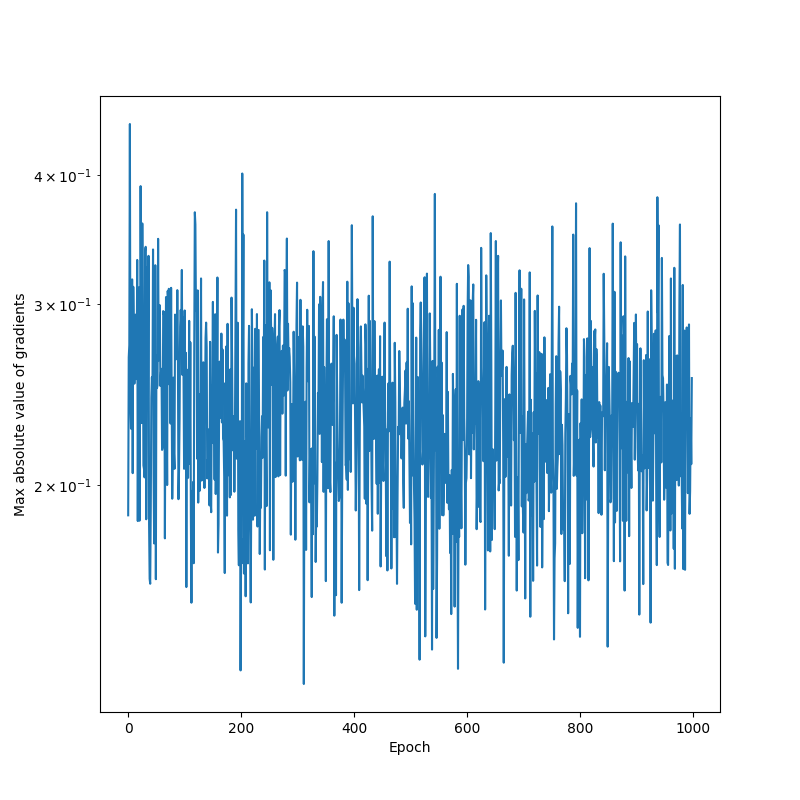 4 × 10⁻¹
3 × 10⁻¹
2 × 10⁻¹
Max absolute value of gradients
0 200 400 600 800 1000
Epoch